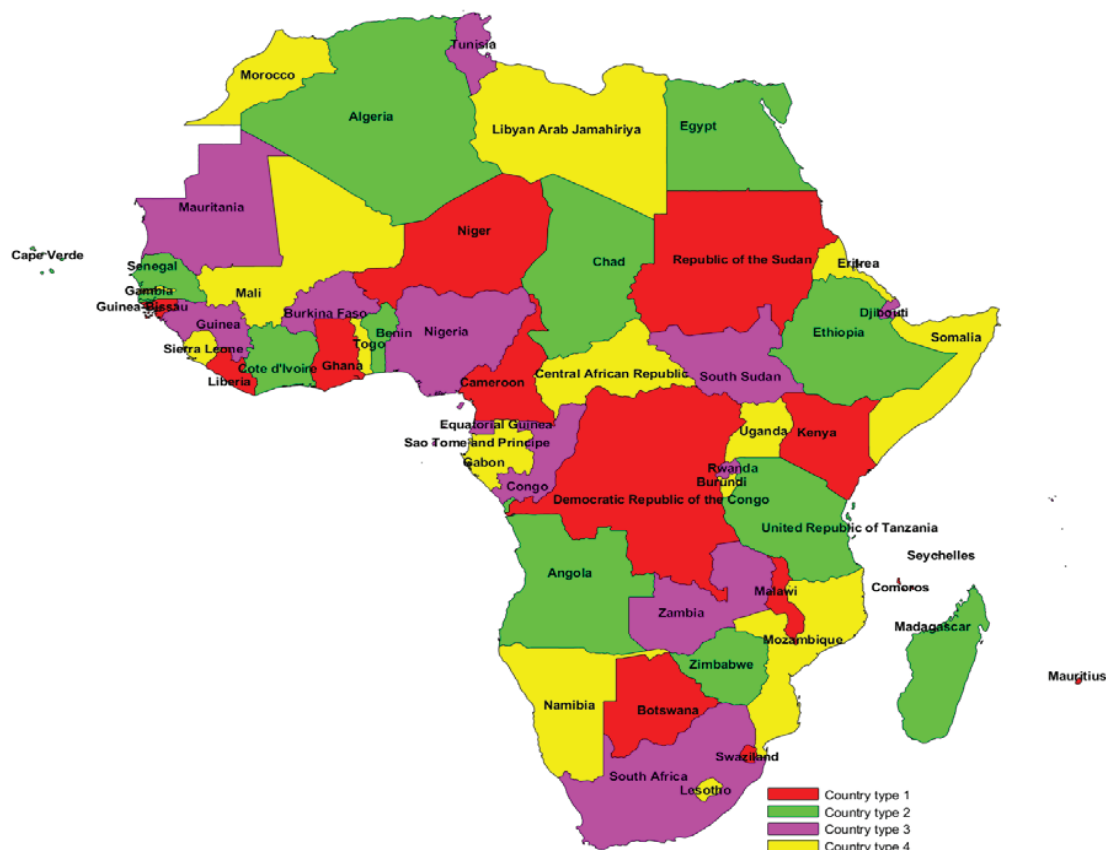 Tunisia
Morocco
Algeria
Libyan Arab Jamahiriya
Egypt
Mauritania
Niger
Cape Verde
Senegal
Chad
Republic of the Sudan
Eritrea
Gambia
Mali
Guinea-Bissau
Guinea
Burkina Faso
Nigeria
Djibouti
Benin
Ethiopia
Somalia
Sierra Leone
Togo
Cote d'Ivoire
Ghana
Central African Republic
South Sudan
Liberia
Cameroon
Equatorial Guinea
Uganda
Kenya
Sao Tome and Principe
Gabon
Rwanda
Burundi
Congo
Democratic Republic of the Congo
United Republic of Tanzania
Seychelles
Angola
Comoros
Malawi
Zambia
Madagascar
Mozambique
Zimbabwe
Mauritius
Namibia
Botswana
Swaziland
South Africa
Lesotho
Country type 1
Country type 2
Country type 3
Country type 4